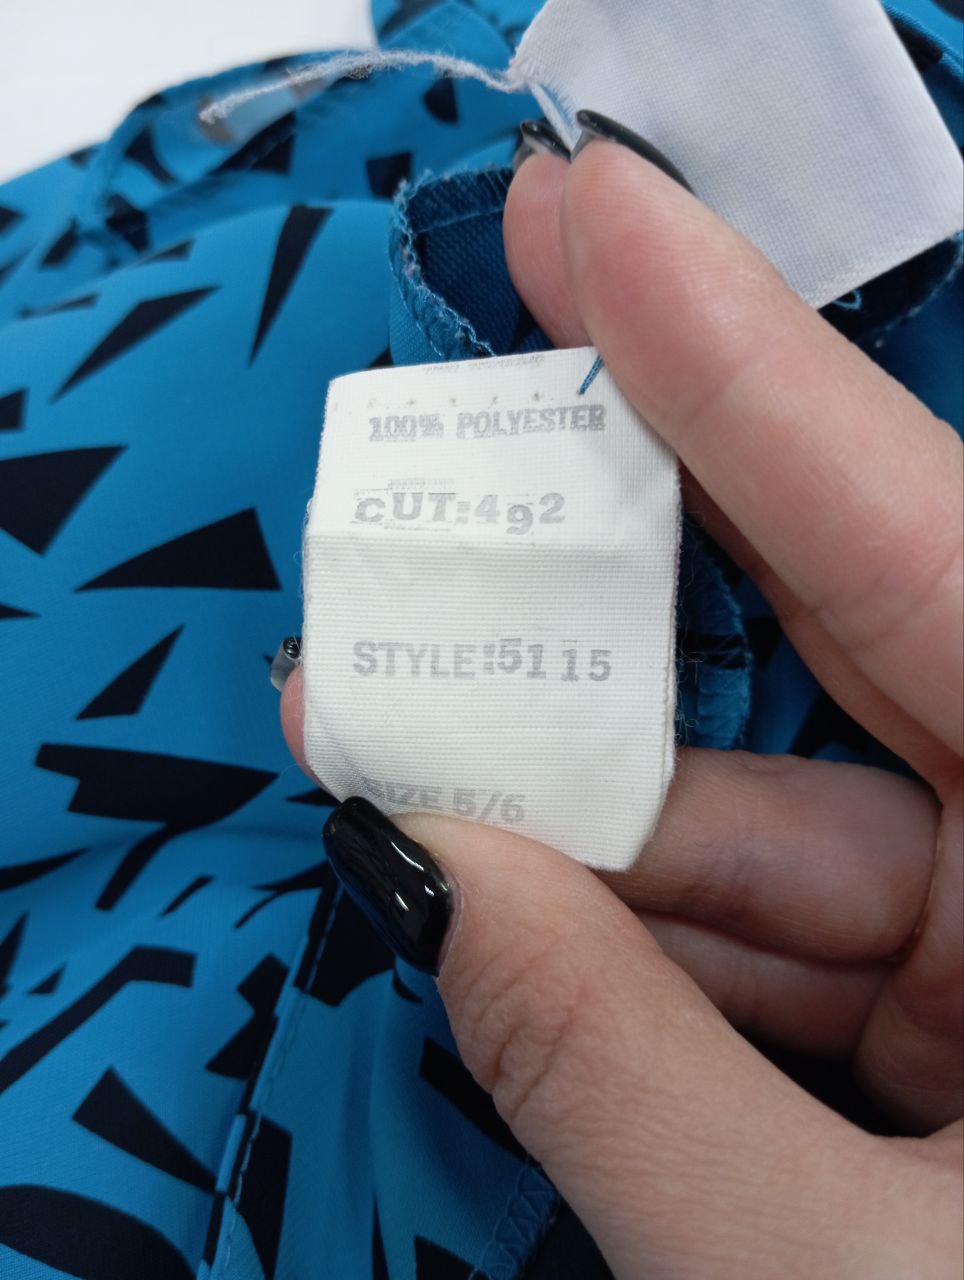 100% POLYESTER
CUT:492
STYLE:5115
SIZE 5/6